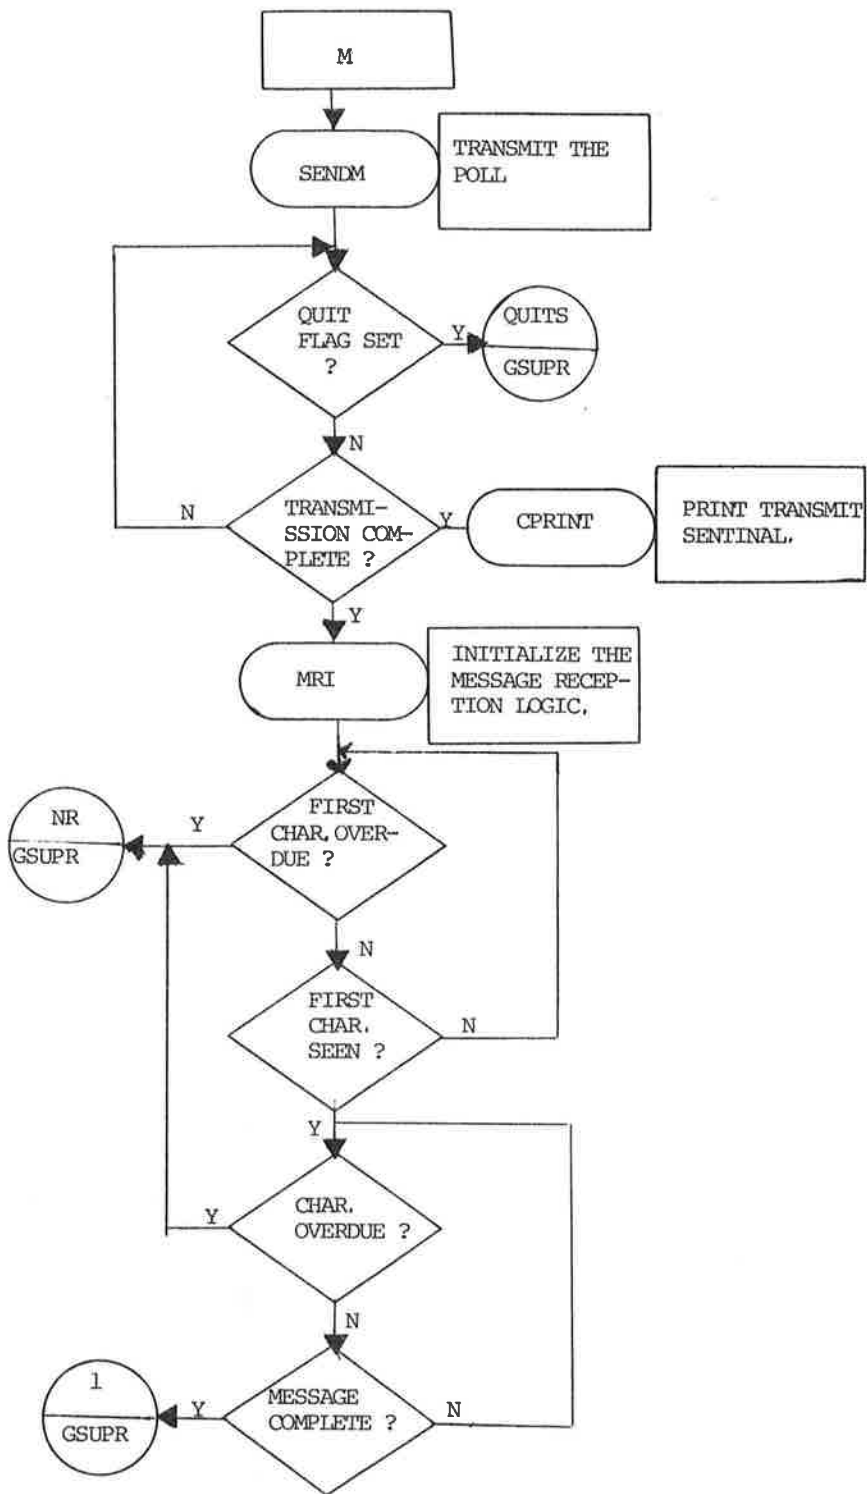 M
SENDM
TRANSMIT THE
POLL
QUIT
FLAG SET
?
Y
QUITS
GSUPR
N
TRANSMI-
SSION COM-
PLETE ?
N
Y
CPRINT
PRINT TRANSMIT
SENTINAL.
Y
MRI
INITIALIZE THE
MESSAGE RECEP-
TION LOGIC.
FIRST
CHAR. OVER-
DUE ?
Y
NR
GSUPR
N
FIRST
CHAR.
SEEN ?
N
Y
CHAR.
OVERDUE ?
Y
N
MESSAGE
COMPLETE ?
Y
N
1
GSUPR